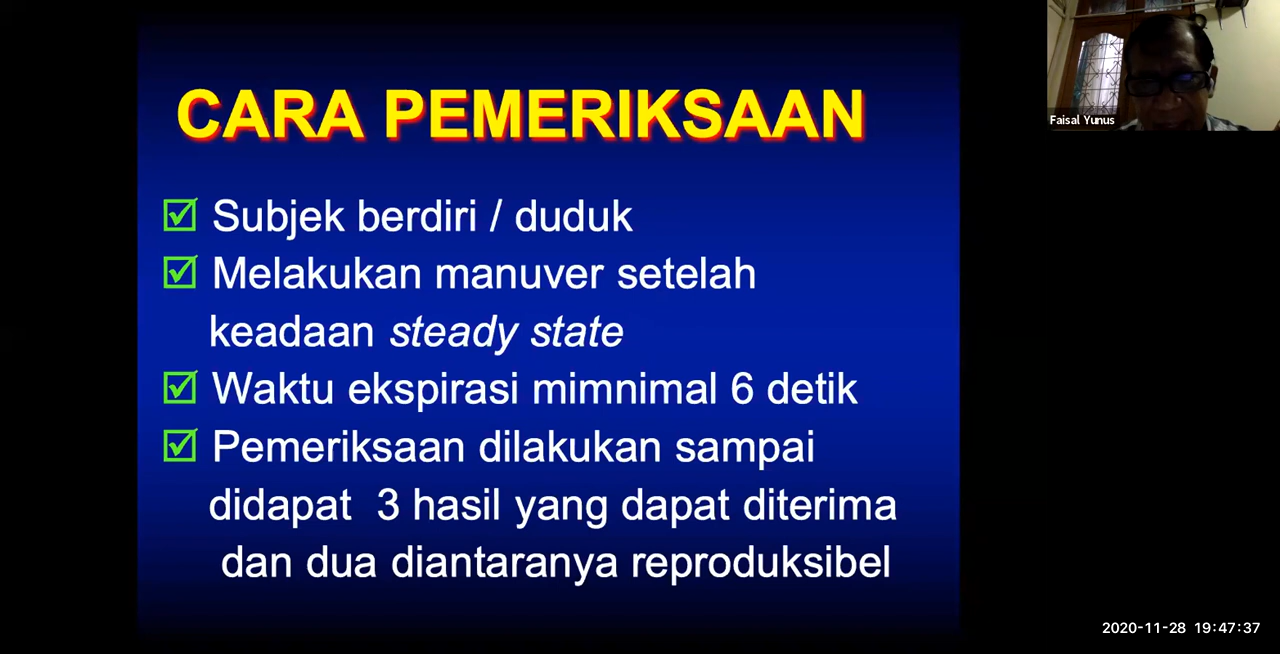 CARA PEMERIKSAAN
Subjek berdiri / duduk
Melakukan manuver setelah
keadaan steady state
Waktu ekspirasi mimnimal 6 detik
Pemeriksaan dilakukan sampai
didapat 3 hasil yang dapat diterima
dan dua diantaranya reproduksibel
Faisal Yunus
2020-11-28 19:47:37